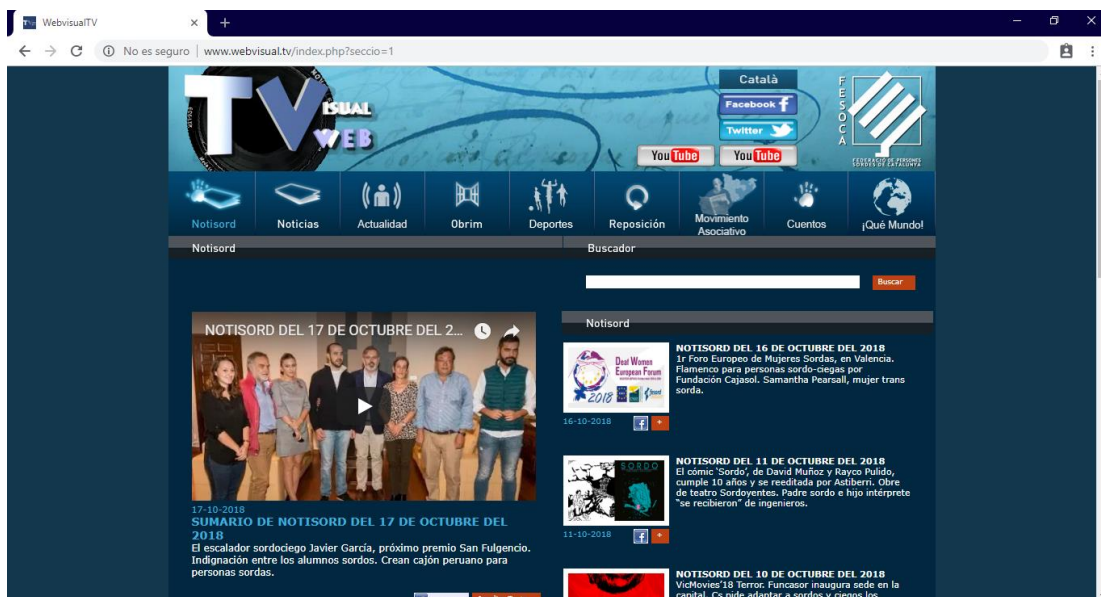 WebvisualTV
No es seguro | www.webvisual.tv/index.php?seccio=1
TVISUAL
WEB
Català
Facebook
Twitter
YouTube
YouTube
FESOCA
FEDERACIÓ DE PERSONES
SORDES DE CATALUNYA
Notisord
Noticias
Actualidad
Obrim
Deportes
Reposición
Movimiento
Asociativo
Cuentos
¡Qué Mundo!
Notisord
Buscador
Buscar
NOTISORD DEL 17 DE OCTUBRE DEL 2...
17-10-2018
SUMARIO DE NOTISORD DEL 17 DE OCTUBRE DEL
2018
El escalador sordociego Javier García, próximo premio San Fulgencio.
Indignación entre los alumnos sordos. Crean cajón peruano para
personas sordas.
Notisord
Deaf Women
European Forum
2018
NOTISORD DEL 16 DE OCTUBRE DEL 2018
1r Foro Europeo de Mujeres Sordas, en Valencia.
Flamenco para personas sordo-ciegas por
Fundación Cajasol. Samantha Pearsall, mujer trans
sorda.
16-10-2018
SORDO
NOTISORD DEL 11 DE OCTUBRE DEL 2018
El cómic ‘Sordo’, de David Muñoz y Rayco Pulido,
cumple 10 años y se reeditada por Astiberri. Obre
de teatro Sordoyentes. Padre sordo e hijo intérprete
“se recibieron” de ingenieros.
11-10-2018
NOTISORD DEL 10 DE OCTUBRE DEL 2018
VicMovies’18 Terror. Funcasor inaugura sede en la
capital. Cs pide adaptar a sordos y ciegos los